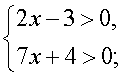 2x − 3 > 0,
7x + 4 > 0;